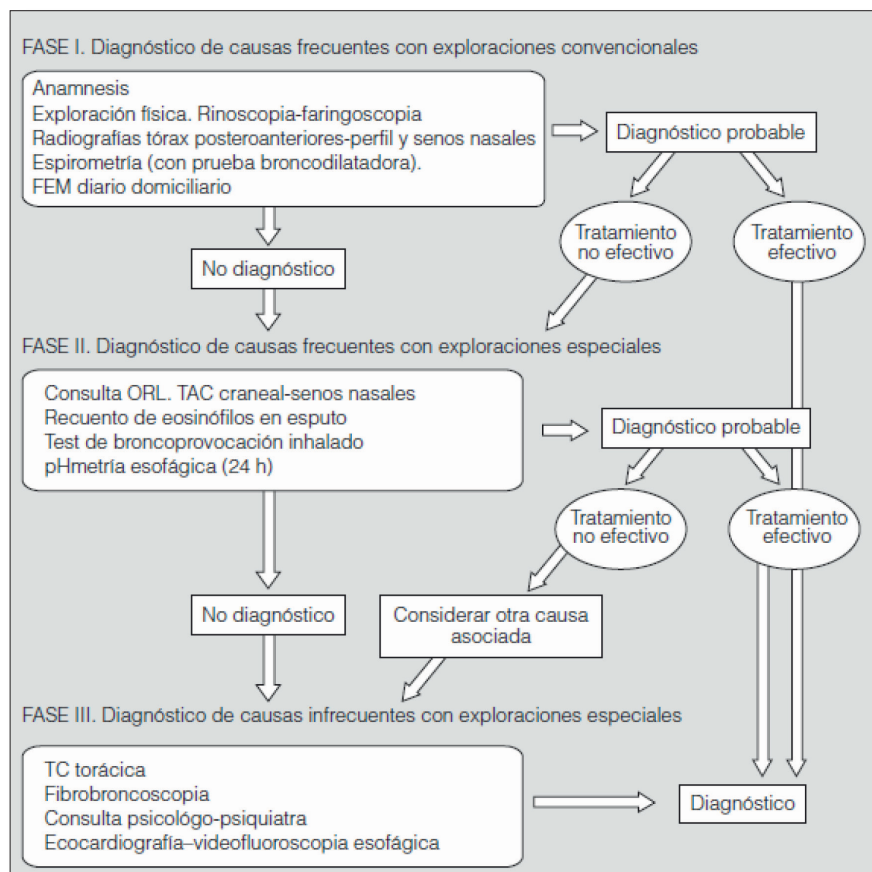 FASE I. Diagnóstico de causas frecuentes con exploraciones convencionales
Anamnesis
Exploración física. Rinoscopia-faringoscopia
Radiografías tórax posteroanteriores-perfil y senos nasales
Espirometría (con prueba broncodilatadora).
FEM diario domiciliario
Diagnóstico probable
Tratamiento
no efectivo
Tratamiento
efectivo
No diagnóstico
FASE II. Diagnóstico de causas frecuentes con exploraciones especiales
Consulta ORL. TAC craneal-senos nasales
Recuento de eosinófilos en esputo
Test de broncoprovocación inhalado
pHmetría esofágica (24 h)
Diagnóstico probable
Tratamiento
no efectivo
Tratamiento
efectivo
No diagnóstico
Considerar otra causa
asociada
FASE III. Diagnóstico de causas infrecuentes con exploraciones especiales
TC torácica
Fibrobroncoscopia
Consulta psicológo-psiquiatra
Ecocardiografía–videofluoroscopia esofágica
Diagnóstico